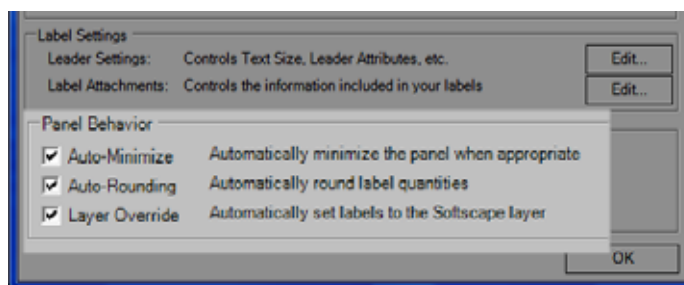 Label Settings
Leader Settings: Controls Text Size, Leader Attributes, etc. Edit...
Label Attachments: Controls the information included in your labels Edit...
Panel Behavior
Auto-Minimize Automatically minimize the panel when appropriate
Auto-Rounding Automatically round label quantities
Layer Override Automatically set labels to the Softscape layer
OK